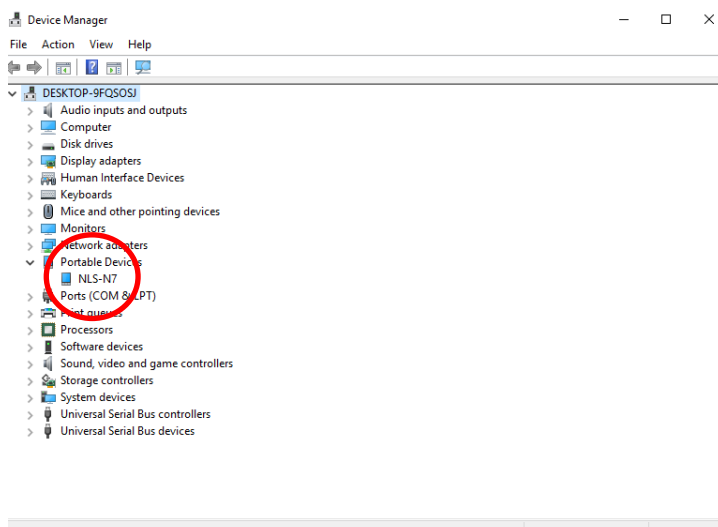 Device Manager
File Action View Help
DESKTOP-9FQSOSJ
Audio inputs and outputs
Computer
Disk drives
Display adapters
Human Interface Devices
Keyboards
Mice and other pointing devices
Monitors
Network adapters
Portable Devices
NLS-N7
Ports (COM & LPT)
Print queues
Processors
Software devices
Sound, video and game controllers
Storage controllers
System devices
Universal Serial Bus controllers
Universal Serial Bus devices